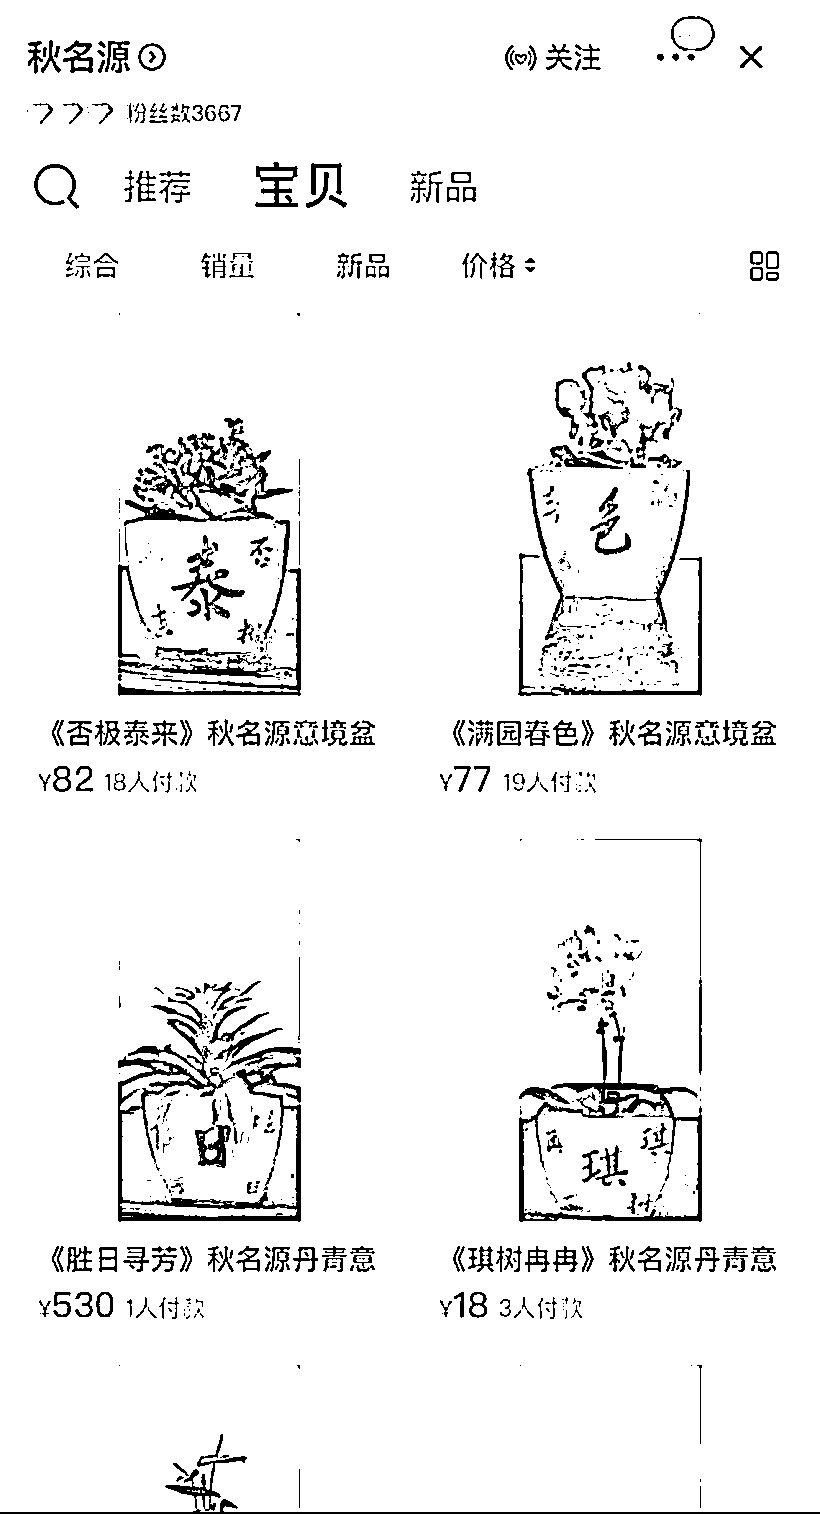 秋名源 关注
粉丝数3667
推荐 宝贝 新品
综合 销量 新品 价格
泰
否
色
《否极泰来》秋名源意境盆
¥82 18人付款
《满园春色》秋名源意境盆
¥77 19人付款
琪
琪
《胜日寻芳》秋名源丹青意
¥530 1人付款
《琪树冉冉》秋名源丹青意
¥18 3人付款